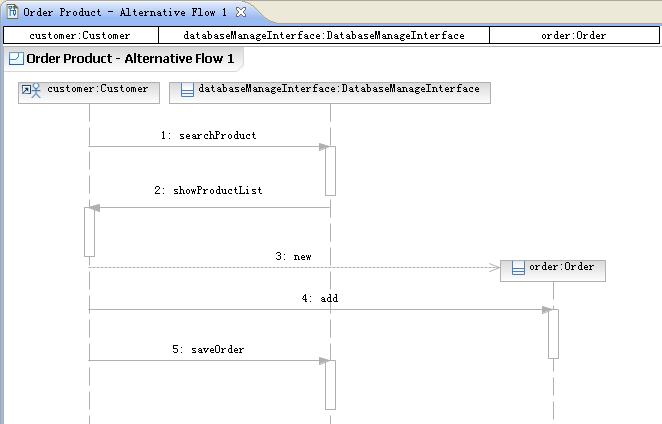 Order Product - Alternative Flow 1
customer:Customer databaseManageInterface:DatabaseManageInterface order:Order
Order Product - Alternative Flow 1
customer:Customer databaseManageInterface:DatabaseManageInterface
1: searchProduct
2: showProductList
3: new
order:Order
4: add
5: saveOrder